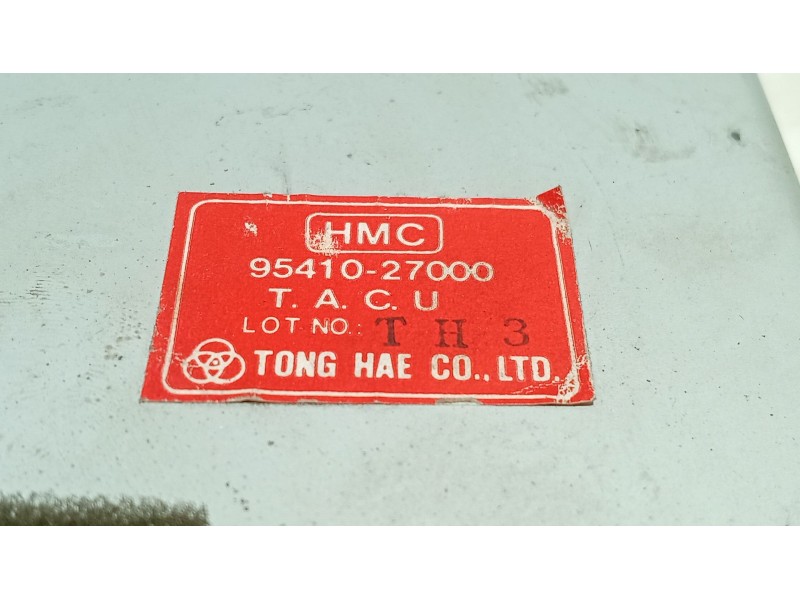 HMC
95410-27000
T. A. C. U
LOT NO.: T H 3
TONG HAE CO., LTD.